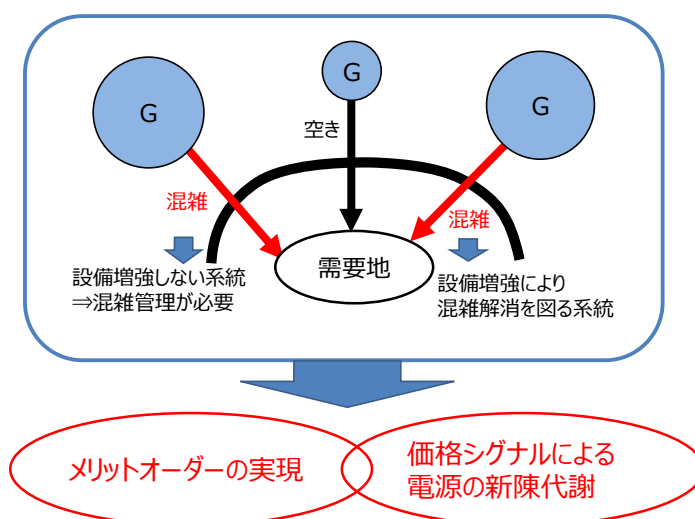 G
G
G
空き
混雑
混雑
需要地
設備増強しない系統
⇒混雑管理が必要
設備増強により
混雑解消を図る系統
メリットオーダーの実現
価格シグナルによる
電源の新陳代謝